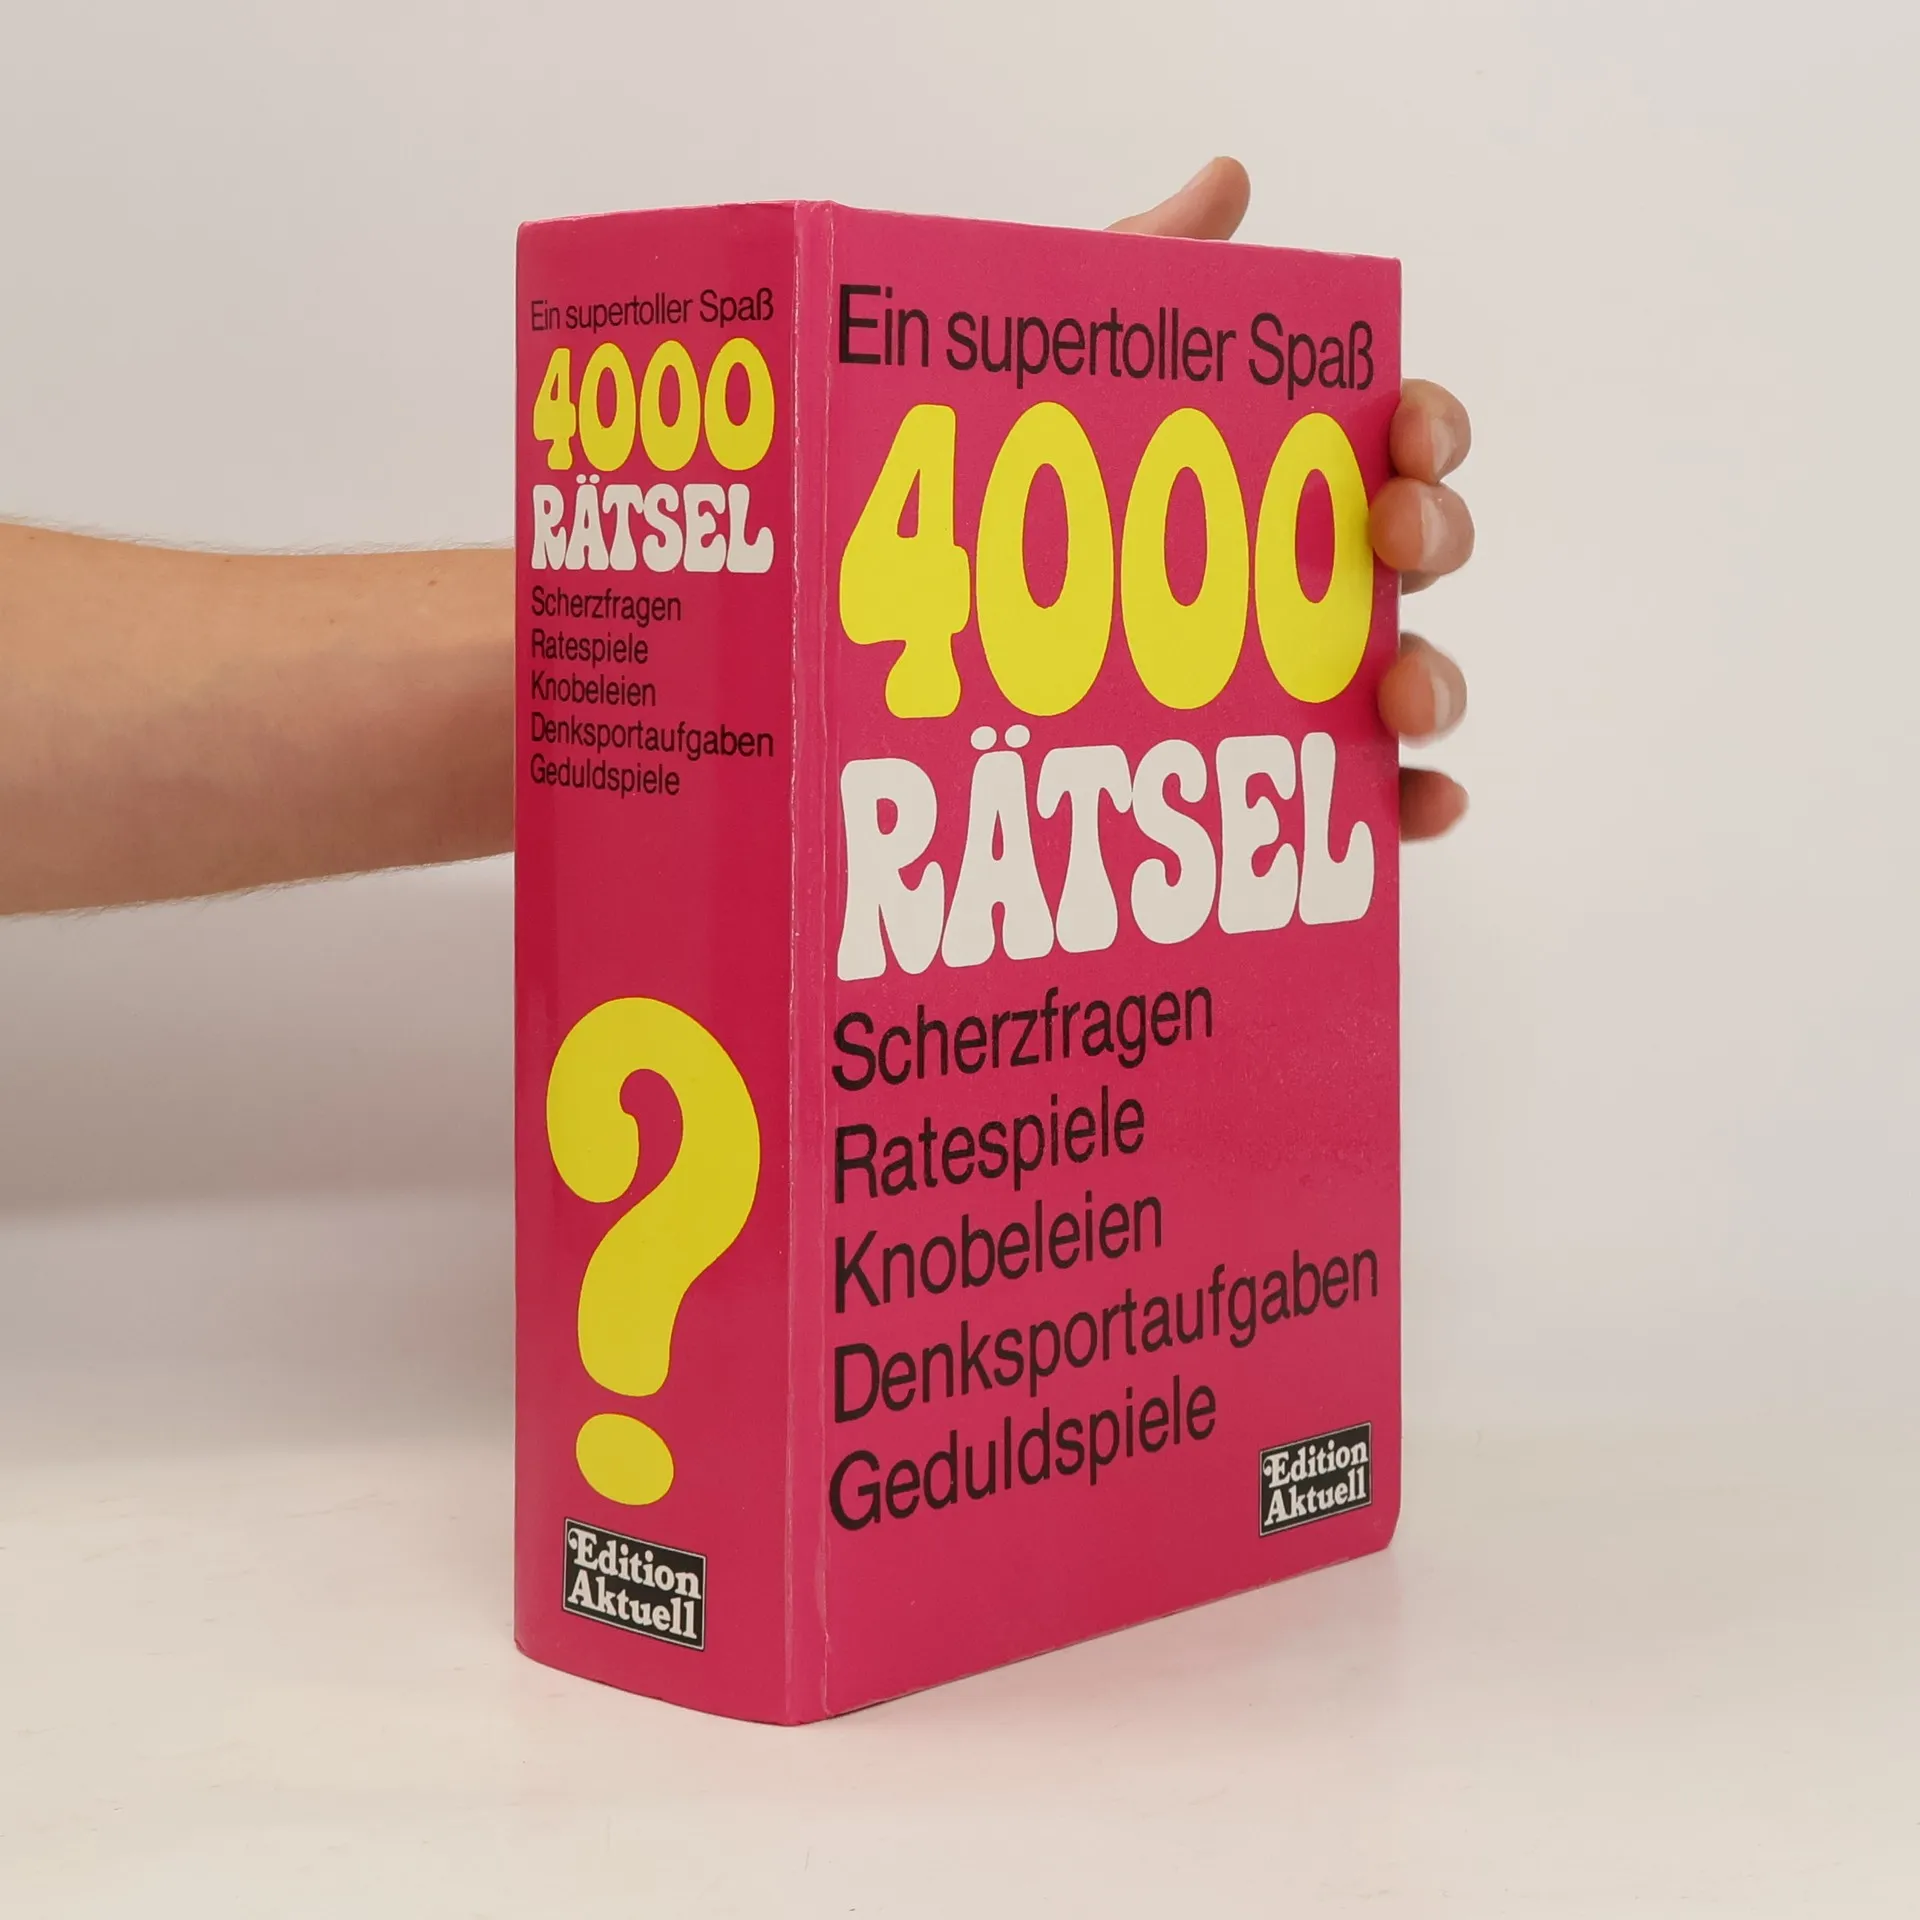 Ein supertoller Spaß
4000
RÄTSEL
Scherzfragen
Ratespiele
Knobeleien
Denksportaufgaben
Geduldspiele
?
Edition
Aktuell
Ein supertoller Spaß
4000
RÄTSEL
Scherzfragen
Ratespiele
Knobeleien
Denksportaufgaben
Geduldspiele
Edition
Aktuell